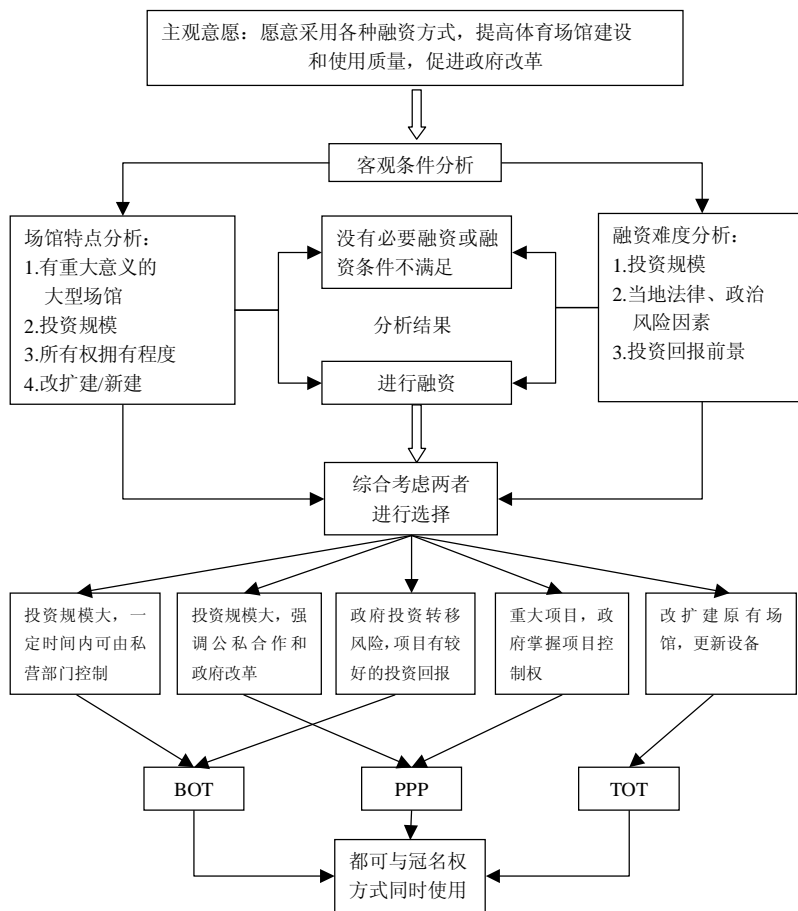 主观意愿：愿意采用各种融资方式，提高体育场馆建设
和使用质量，促进政府改革
客观条件分析
场馆特点分析：
1.有重大意义的
大型场馆
2.投资规模
3.所有权拥有程度
4.改扩建/新建
没有必要融资或融
资条件不满足
分析结果
进行融资
融资难度分析：
1.投资规模
2.当地法律、政治
风险因素
3.投资回报前景
综合考虑两者
进行选择
投资规模大，一
定时间内可由私
营部门控制
投资规模大，强
调公私合作和
政府改革
政府投资转移
风险，项目有较
好的投资回报
重大项目，政
府掌握项目控
制权
改扩建原有场
馆，更新设备
BOT
PPP
TOT
都可与冠名权
方式同时使用